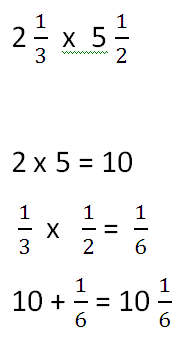 2 1/3 x 5 1/2
2 x 5 = 10
1/3 x 1/2 = 1/6
10 + 1/6 = 10 1/6